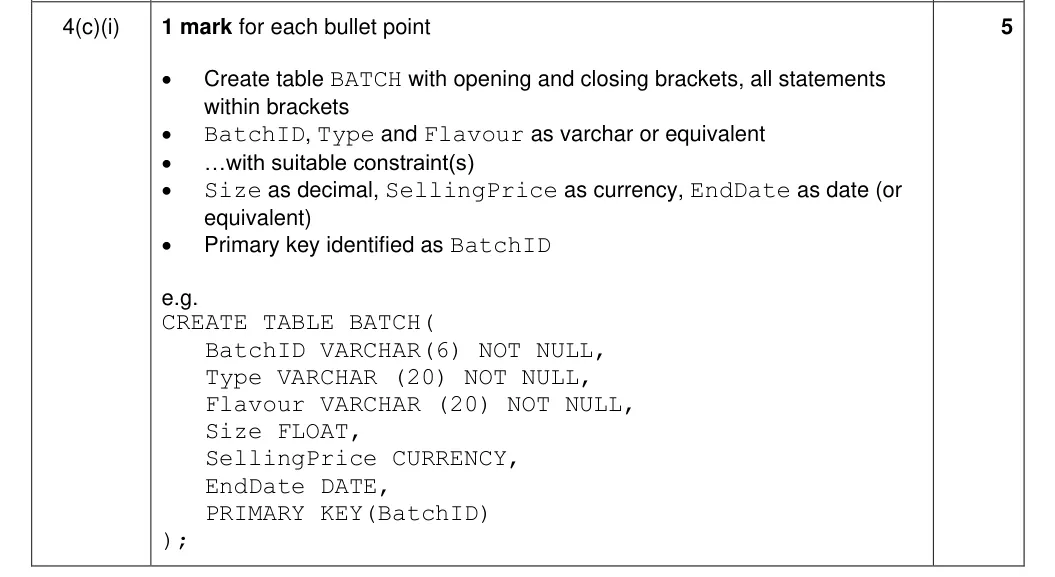 4(c)(i) 1 mark for each bullet point 5
• Create table BATCH with opening and closing brackets, all statements
within brackets
• BatchID, Type and Flavour as varchar or equivalent
• …with suitable constraint(s)
• Size as decimal, SellingPrice as currency, EndDate as date (or
equivalent)
• Primary key identified as BatchID
e.g.
CREATE TABLE BATCH(
BatchID VARCHAR(6) NOT NULL,
Type VARCHAR (20) NOT NULL,
Flavour VARCHAR (20) NOT NULL,
Size FLOAT,
SellingPrice CURRENCY,
EndDate DATE,
PRIMARY KEY(BatchID)
);